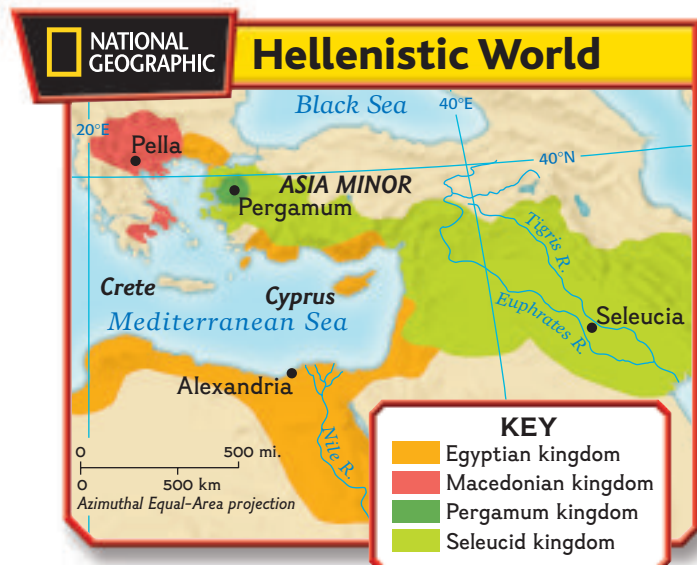 NATIONAL
GEOGRAPHIC
Hellenistic World
Black Sea
40°E
20°E
Pella
40°N
ASIA MINOR
Pergamum
Tigris R.
Crete
Cyprus
Euphrates R.
Seleucia
Mediterranean Sea
Alexandria
Nile R.
0 500 mi.
0 500 km
Azimuthal Equal-Area projection
KEY
Egyptian kingdom
Macedonian kingdom
Pergamum kingdom
Seleucid kingdom